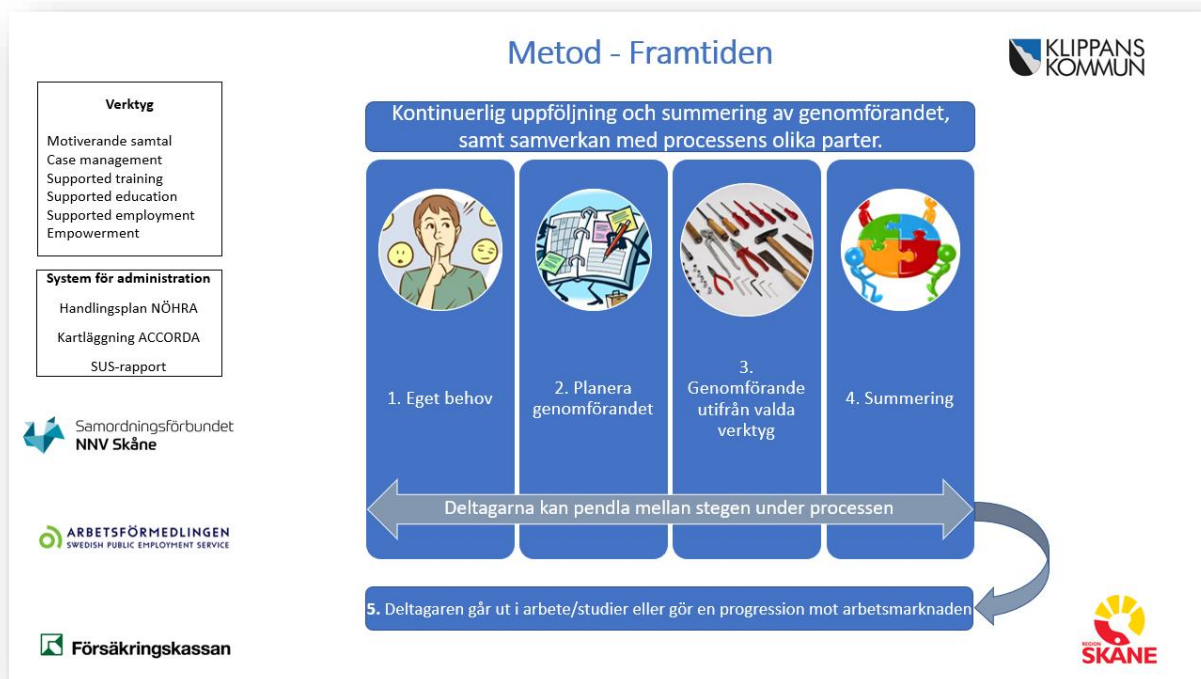 Metod - Framtiden
KLIPPANS
KOMMUN
Verktyg
Motiverande samtal
Case management
Supported training
Supported education
Supported employment
Empowerment
System för administration
Handlingsplan NÖHRA
Kartläggning ACCORDA
SUS-rapport
Samordningsförbundet
NNV Skåne
ARBETSFÖRMEDLINGEN
SWEDISH PUBLIC EMPLOYMENT SERVICE
Försäkringskassan
Kontinuerlig uppföljning och summering av genomförandet,
samt samverkan med processens olika parter.
1. Eget behov
2. Planera
genomförandet
3.
Genomförande
utifrån valda
verktyg
4. Summering
Deltagarna kan pendla mellan stegen under processen
5. Deltagaren går ut i arbete/studier eller gör en progression mot arbetsmarknaden
REGION
SKÅNE